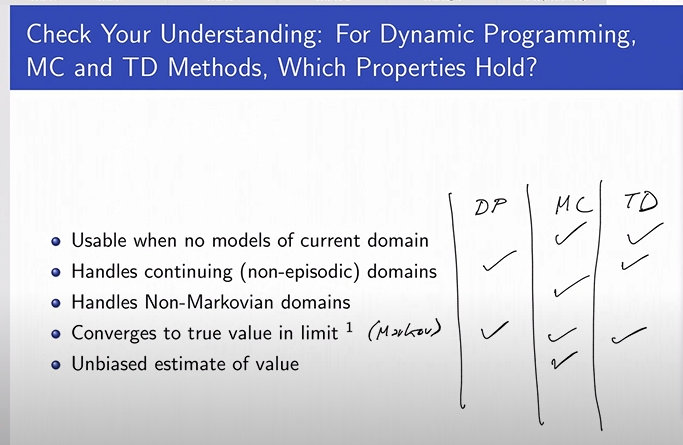 Check Your Understanding: For Dynamic Programming,
MC and TD Methods, Which Properties Hold?
DP MC TD
Usable when no models of current domain ✓ ✓
Handles continuing (non-episodic) domains ✓ ✓
Handles Non-Markovian domains ✓
Converges to true value in limit ¹ (Markov) ✓ ✓ ✓
Unbiased estimate of value ✓